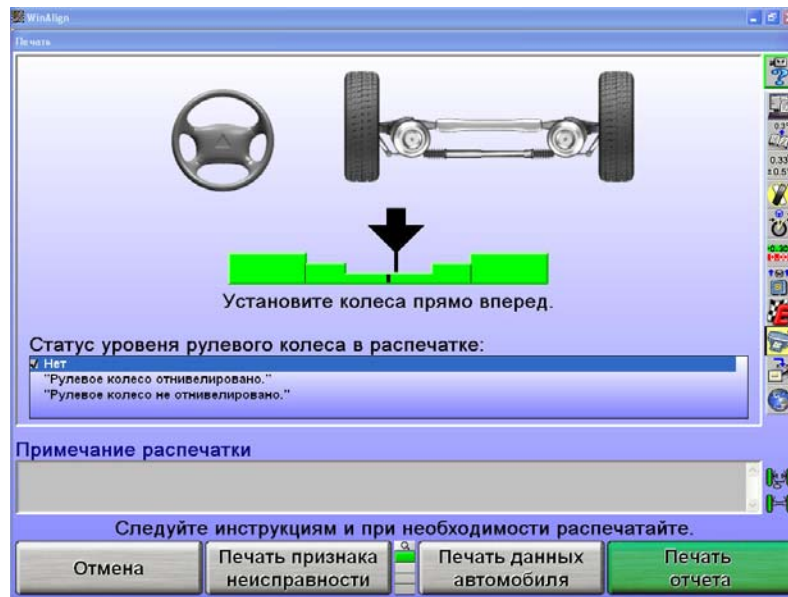 WinAlign
Печать
Установите колеса прямо вперед.
Статус уровеня рулевого колеса в распечатке:
Нет
"Рулевое колесо отнивелировано."
"Рулевое колесо не отнивелировано."
Примечание распечатки
Следуйте инструкциям и при необходимости распечатайте.
Отмена
Печать признака
неисправности
Печать данных
автомобиля
Печать
отчета